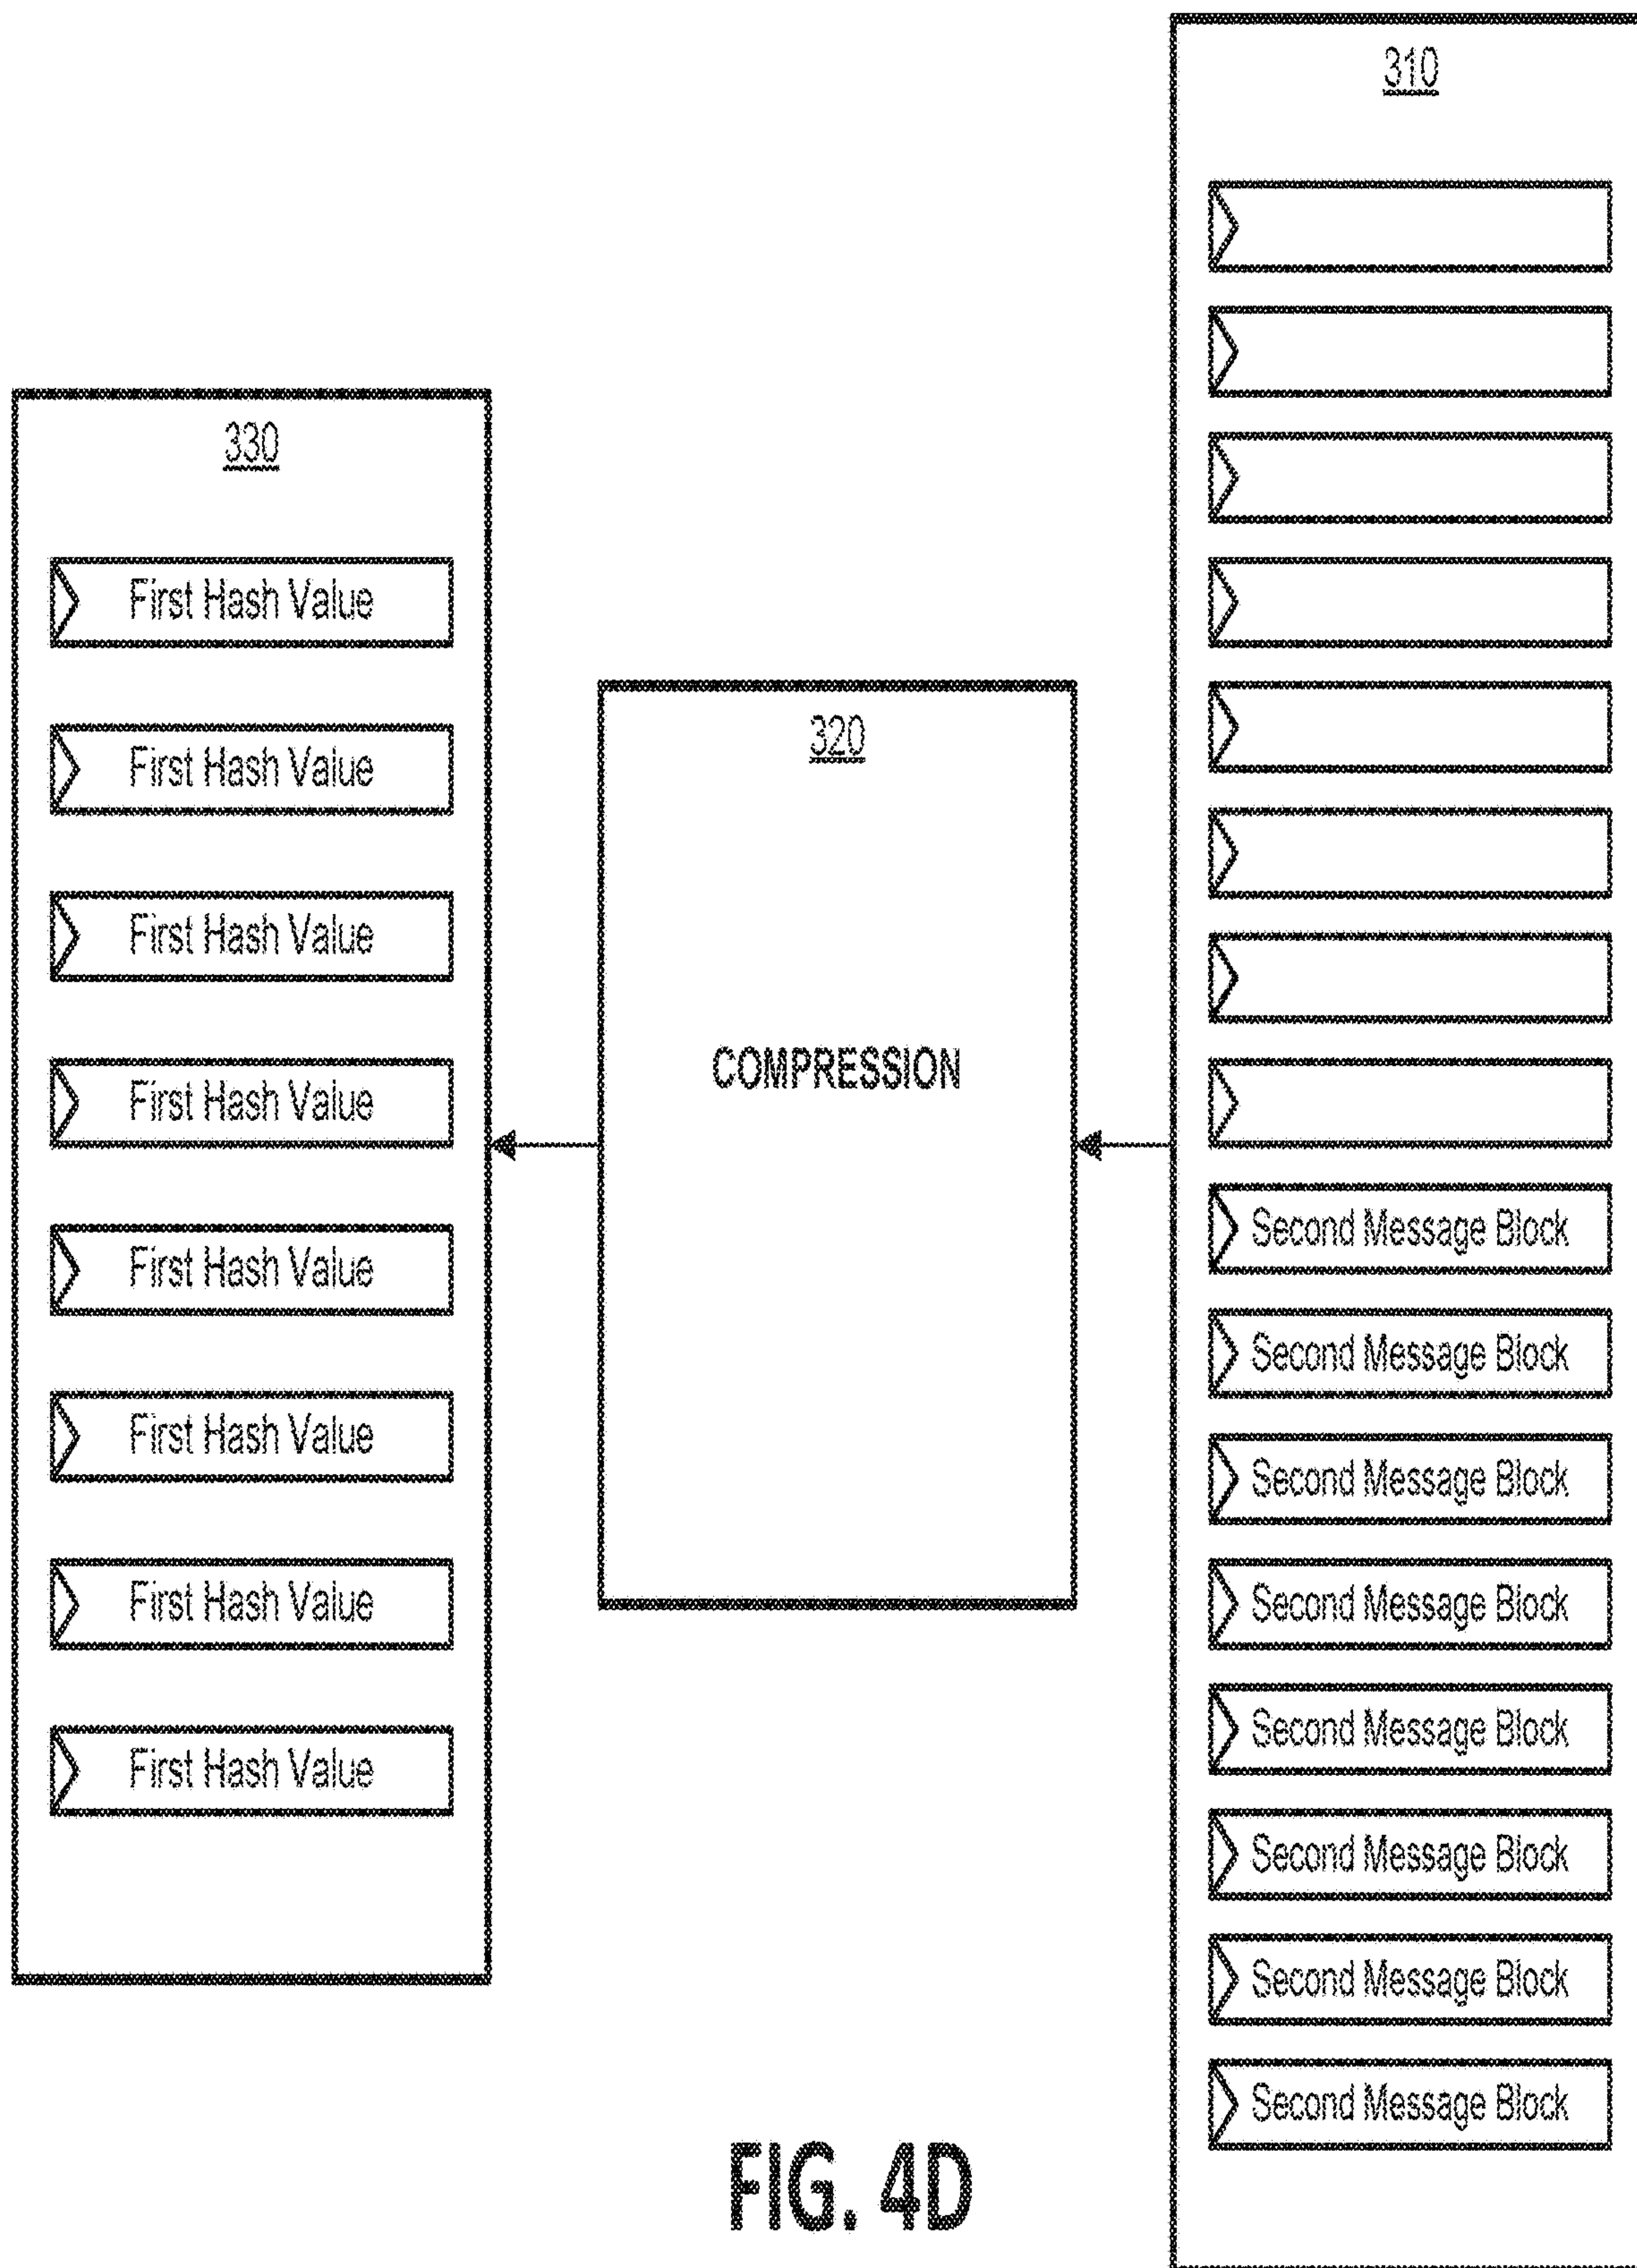 310
330
First Hash Value
First Hash Value
First Hash Value
First Hash Value
First Hash Value
First Hash Value
First Hash Value
First Hash Value
320
COMPRESSION
Second Message Block
Second Message Block
Second Message Block
Second Message Block
Second Message Block
Second Message Block
Second Message Block
Second Message Block
FIG. 4D